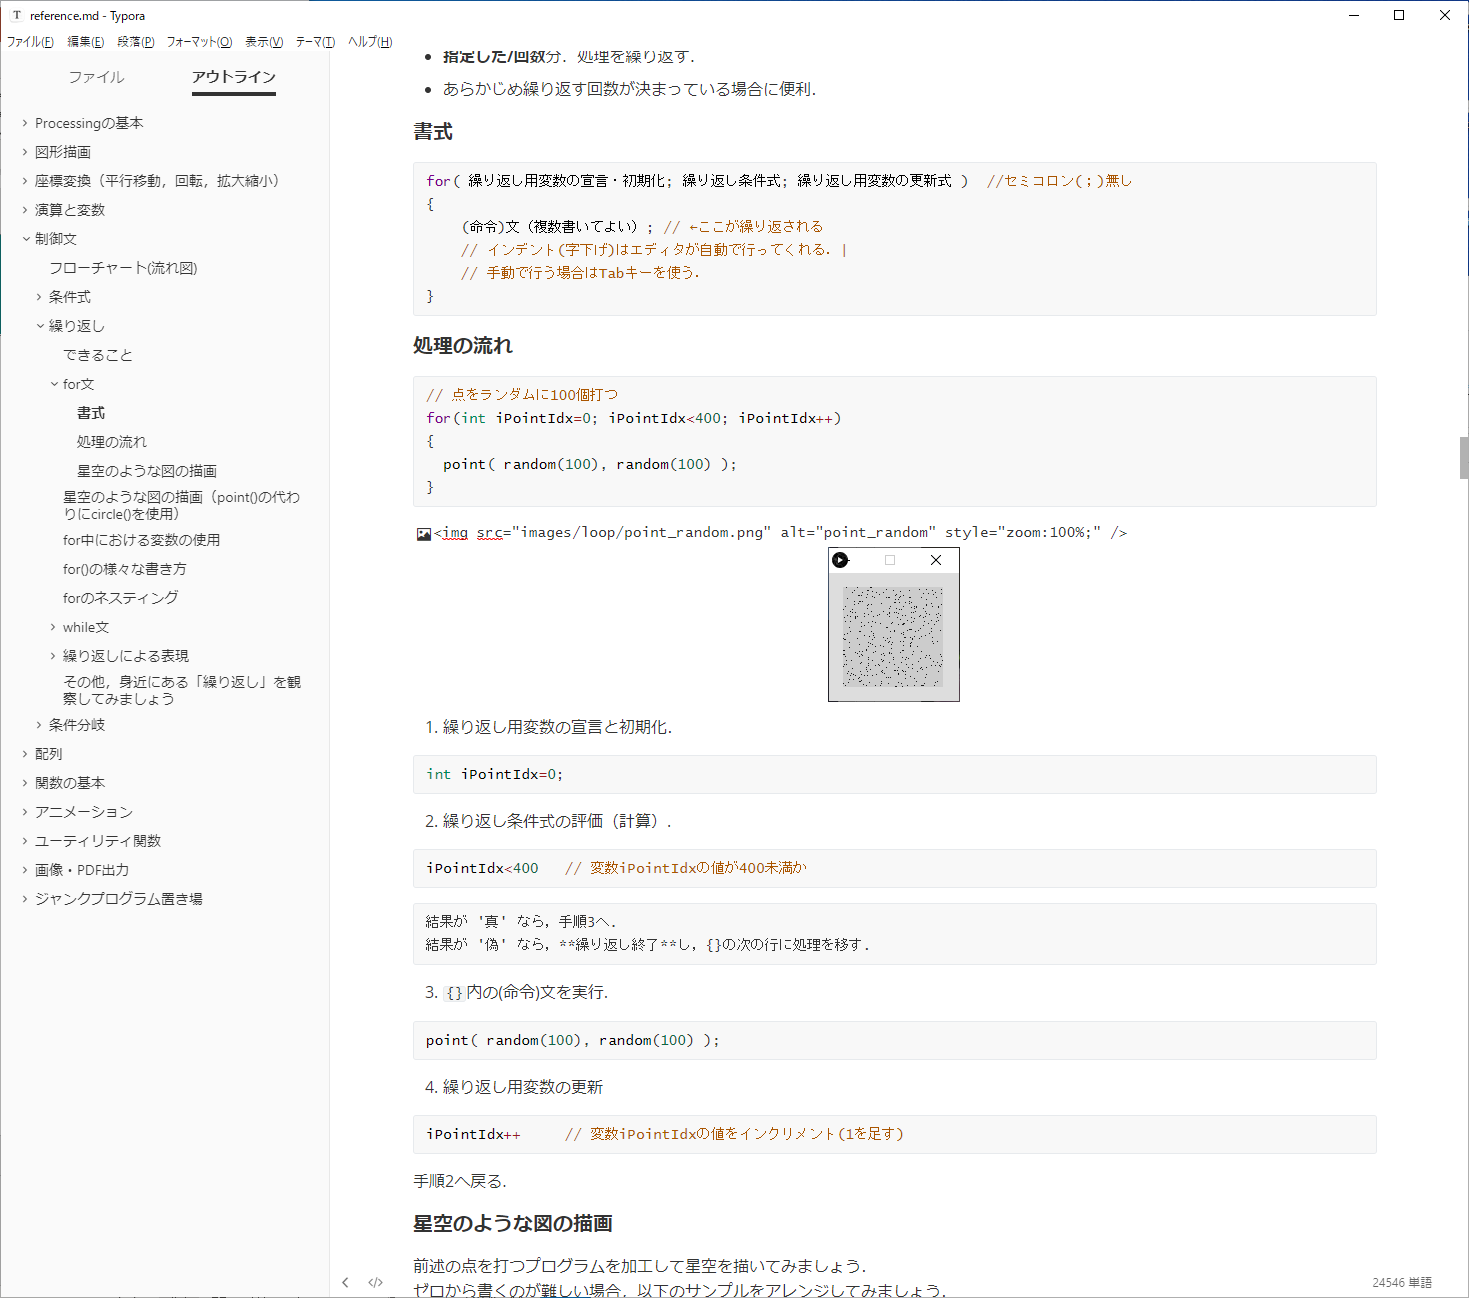 reference.md - Typora
ファイル(F) 編集(E) 段落(P) フォーマット(O) 表示(V) テーマ(T) ヘルプ(H)
ファイル アウトライン
Processingの基本
図形描画
座標変換（平行移動，回転，拡大縮小）
演算と変数
制御文
フローチャート(流れ図)
条件式
繰り返し
できること
for文
書式
処理の流れ
星空のような図の描画
星空のような図の描画（point()の代わ
りにcircle()を使用）
for中における変数の使用
for()の様々な書き方
forのネスティング
while文
繰り返しによる表現
その他，身近にある「繰り返し」を観
察してみましょう
条件分岐
配列
関数の基本
アニメーション
ユーティリティ関数
画像・PDF出力
ジャンクプログラム置き場
指定した/回数分．処理を繰り返す．
あらかじめ繰り返す回数が決まっている場合に便利．
書式
for( 繰り返し用変数の宣言・初期化; 繰り返し条件式; 繰り返し用変数の更新式 )  //セミコロン(；)無し
{
    (命令)文（複数書いてよい）; // ←ここが繰り返される
    // インデント(字下げ)はエディタが自動で行ってくれる．|
    // 手動で行う場合はTabキーを使う．
}
処理の流れ
// 点をランダムに100個打つ
for(int iPointIdx=0; iPointIdx<400; iPointIdx++)
{
  point( random(100), random(100) );
}
<img src="images/loop/point_random.png" alt="point_random" style="zoom:100%;" />
1. 繰り返し用変数の宣言と初期化．
int iPointIdx=0;
2. 繰り返し条件式の評価（計算）．
iPointIdx<400   // 変数iPointIdxの値が400未満か
結果が '真' なら，手順3へ．
結果が '偽' なら，**繰り返し終了**し，{}の次の行に処理を移す．
3. {}内の(命令)文を実行．
point( random(100), random(100) );
4. 繰り返し用変数の更新
iPointIdx++     // 変数iPointIdxの値をインクリメント(1を足す)
手順2へ戻る．
星空のような図の描画
前述の点を打つプログラムを加工して星空を描いてみましょう．
ゼロから書くのが難しい場合，以下のサンプルをアレンジしてみましょう．
</> 24546 単語